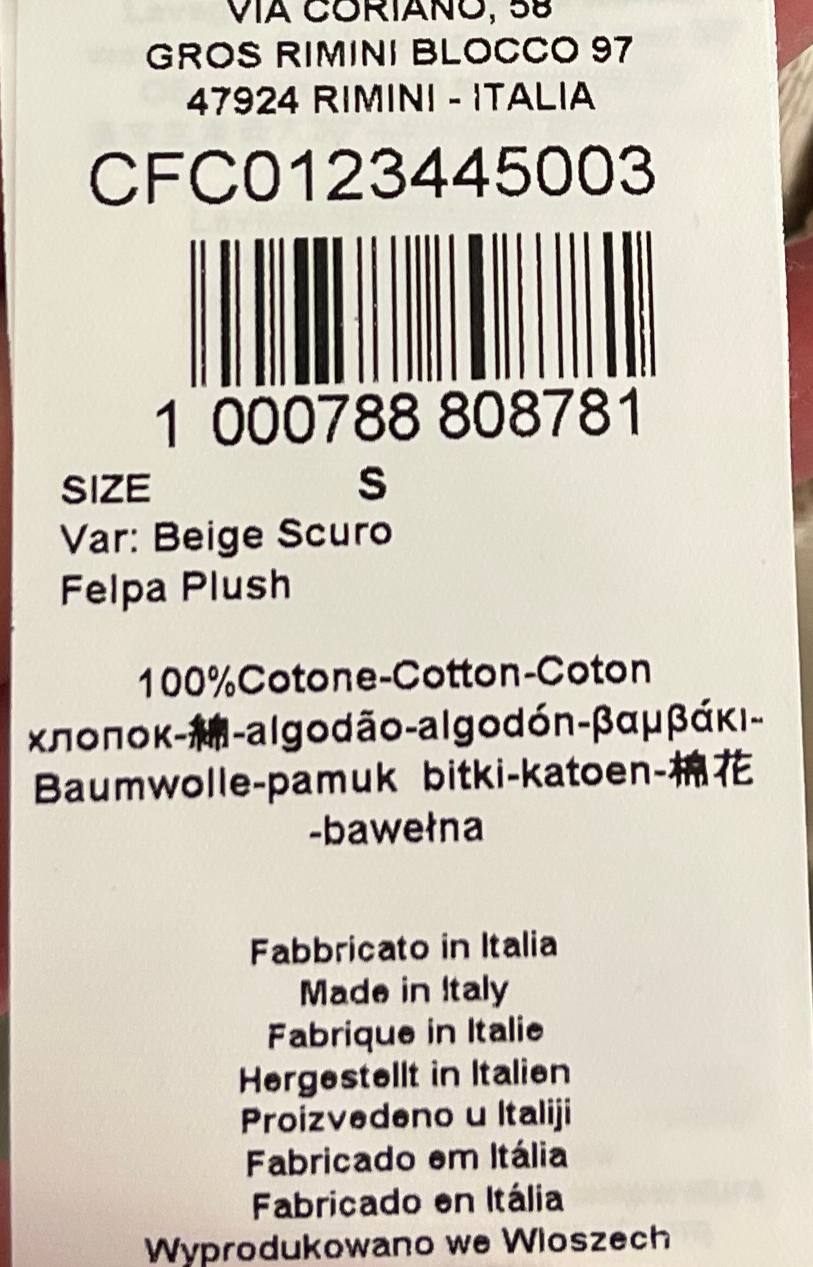 VIA CORIANO, 58
GROS RIMINI BLOCCO 97
47924 RIMINI - ITALIA
CFC0123445003
1 000788 808781
SIZE S
Var: Beige Scuro
Felpa Plush
100%Cotone-Cotton-Coton
хлопок-綿-algodão-algodón-βαμβάκι-
Baumwolle-pamuk bitki-katoen-棉花
-bawełna
Fabbricato in Italia
Made in Italy
Fabrique in Italie
Hergestellt in Italien
Proizvedeno u Italiji
Fabricado em Itália
Fabricado en Itália
Wyprodukowano we Wloszech